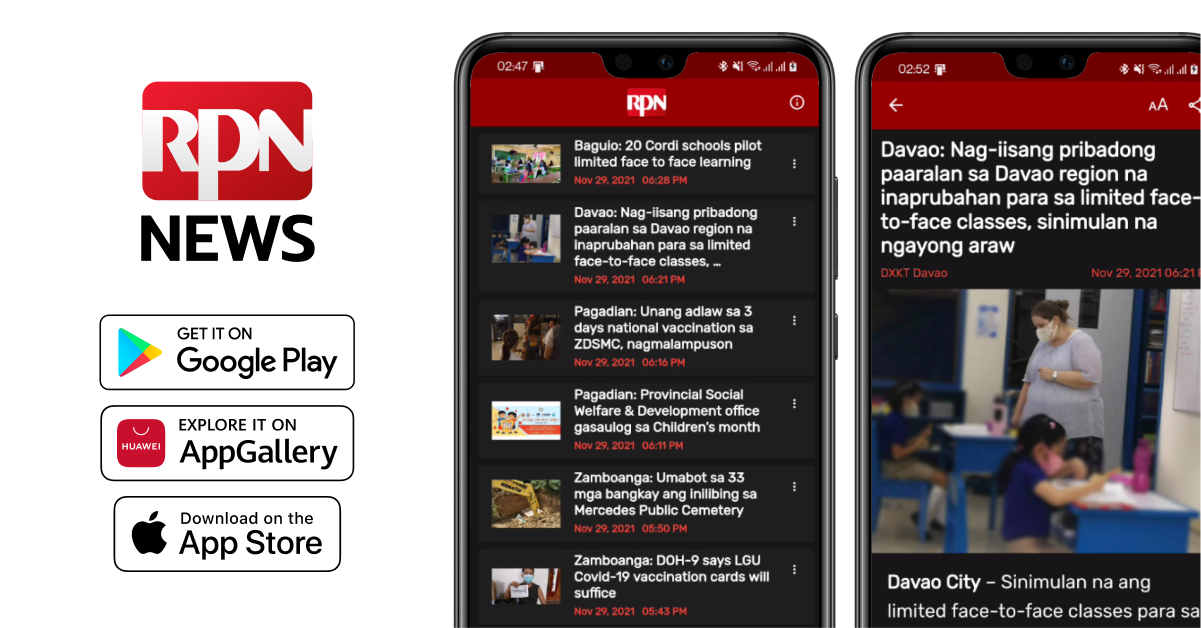 RPN
NEWS
GET IT ON
Google Play
HUAWEI
EXPLORE IT ON
AppGallery
Download on the
App Store
02:47
RPN
Baguio: 20 Cordi schools pilot
limited face to face learning
Nov 29, 2021 06:28 PM
Davao: Nag-iisang pribadong
paaralan sa Davao region na
inaprubahan para sa limited
face-to-face classes, ...
Nov 29, 2021 06:21 PM
Pagadian: Unang adlaw sa 3
days national vaccination sa
ZDSMC, nagmalampuson
Nov 29, 2021 06:16 PM
Pagadian: Provincial Social
Welfare & Development office
gasaulog sa Children's month
Nov 29, 2021 06:11 PM
Zamboanga: Umabot sa 33
mga bangkay ang inilibing sa
Mercedes Public Cemetery
Nov 29, 2021 05:50 PM
Zamboanga: DOH-9 says LGU
Covid-19 vaccination cards will
suffice
Nov 29, 2021 05:43 PM
02:52
AA
Davao: Nag-iisang pribadong
paaralan sa Davao region na
inaprubahan para sa limited face-
to-face classes, sinimulan na
ngayong araw
DXKT Davao
Nov 29, 2021 06:21
Davao City – Sinimulan na ang
limited face-to-face classes para sa